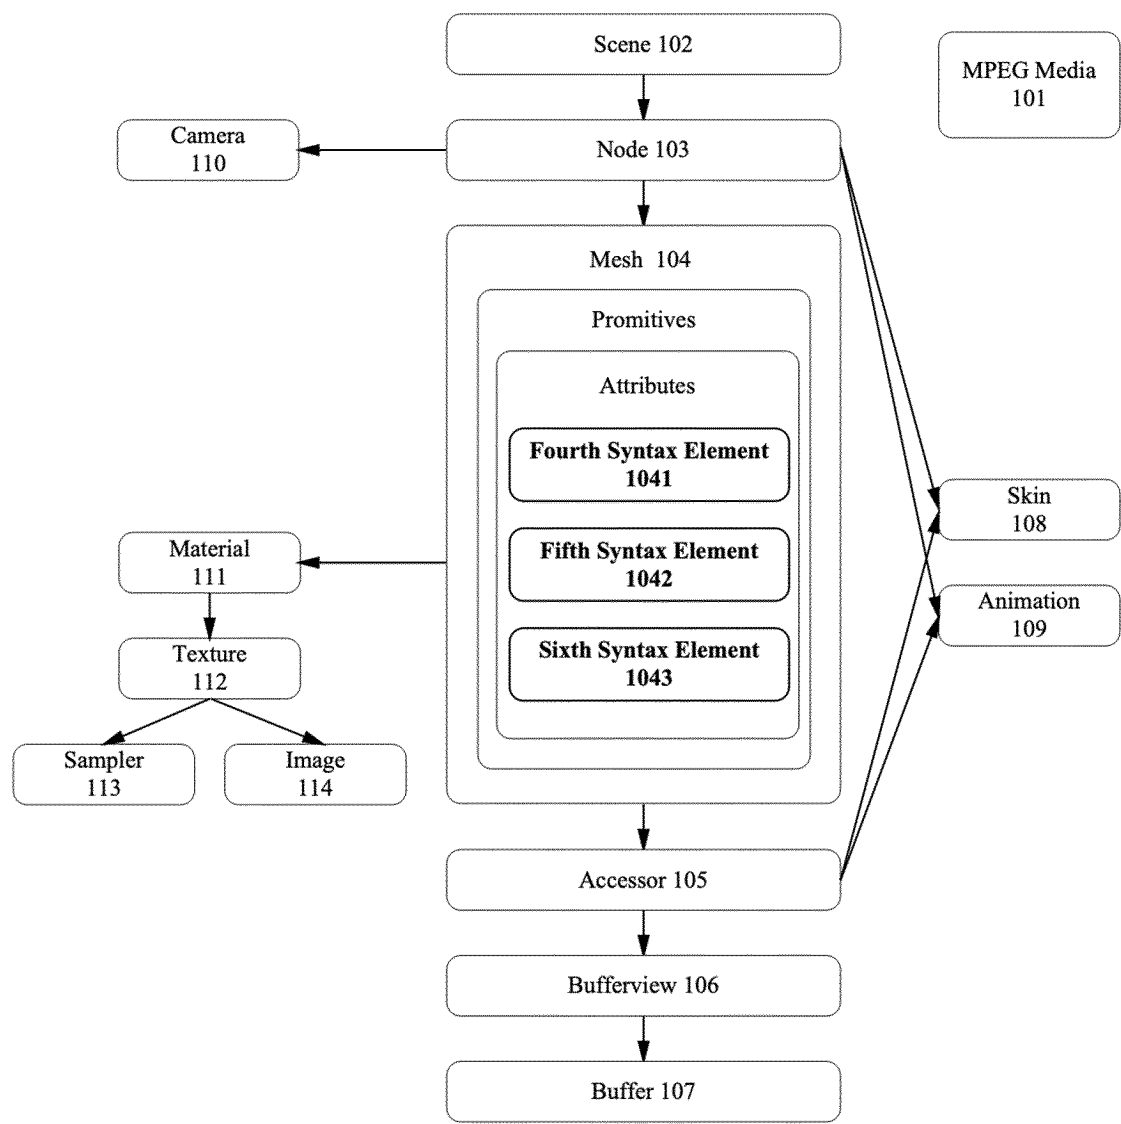 Scene 102
MPEG Media
101
Camera
110
Node 103
Mesh 104
Promitives
Attributes
Fourth Syntax Element
1041
Fifth Syntax Element
1042
Sixth Syntax Element
1043
Skin
108
Animation
109
Material
111
Texture
112
Sampler
113
Image
114
Accessor 105
Bufferview 106
Buffer 107